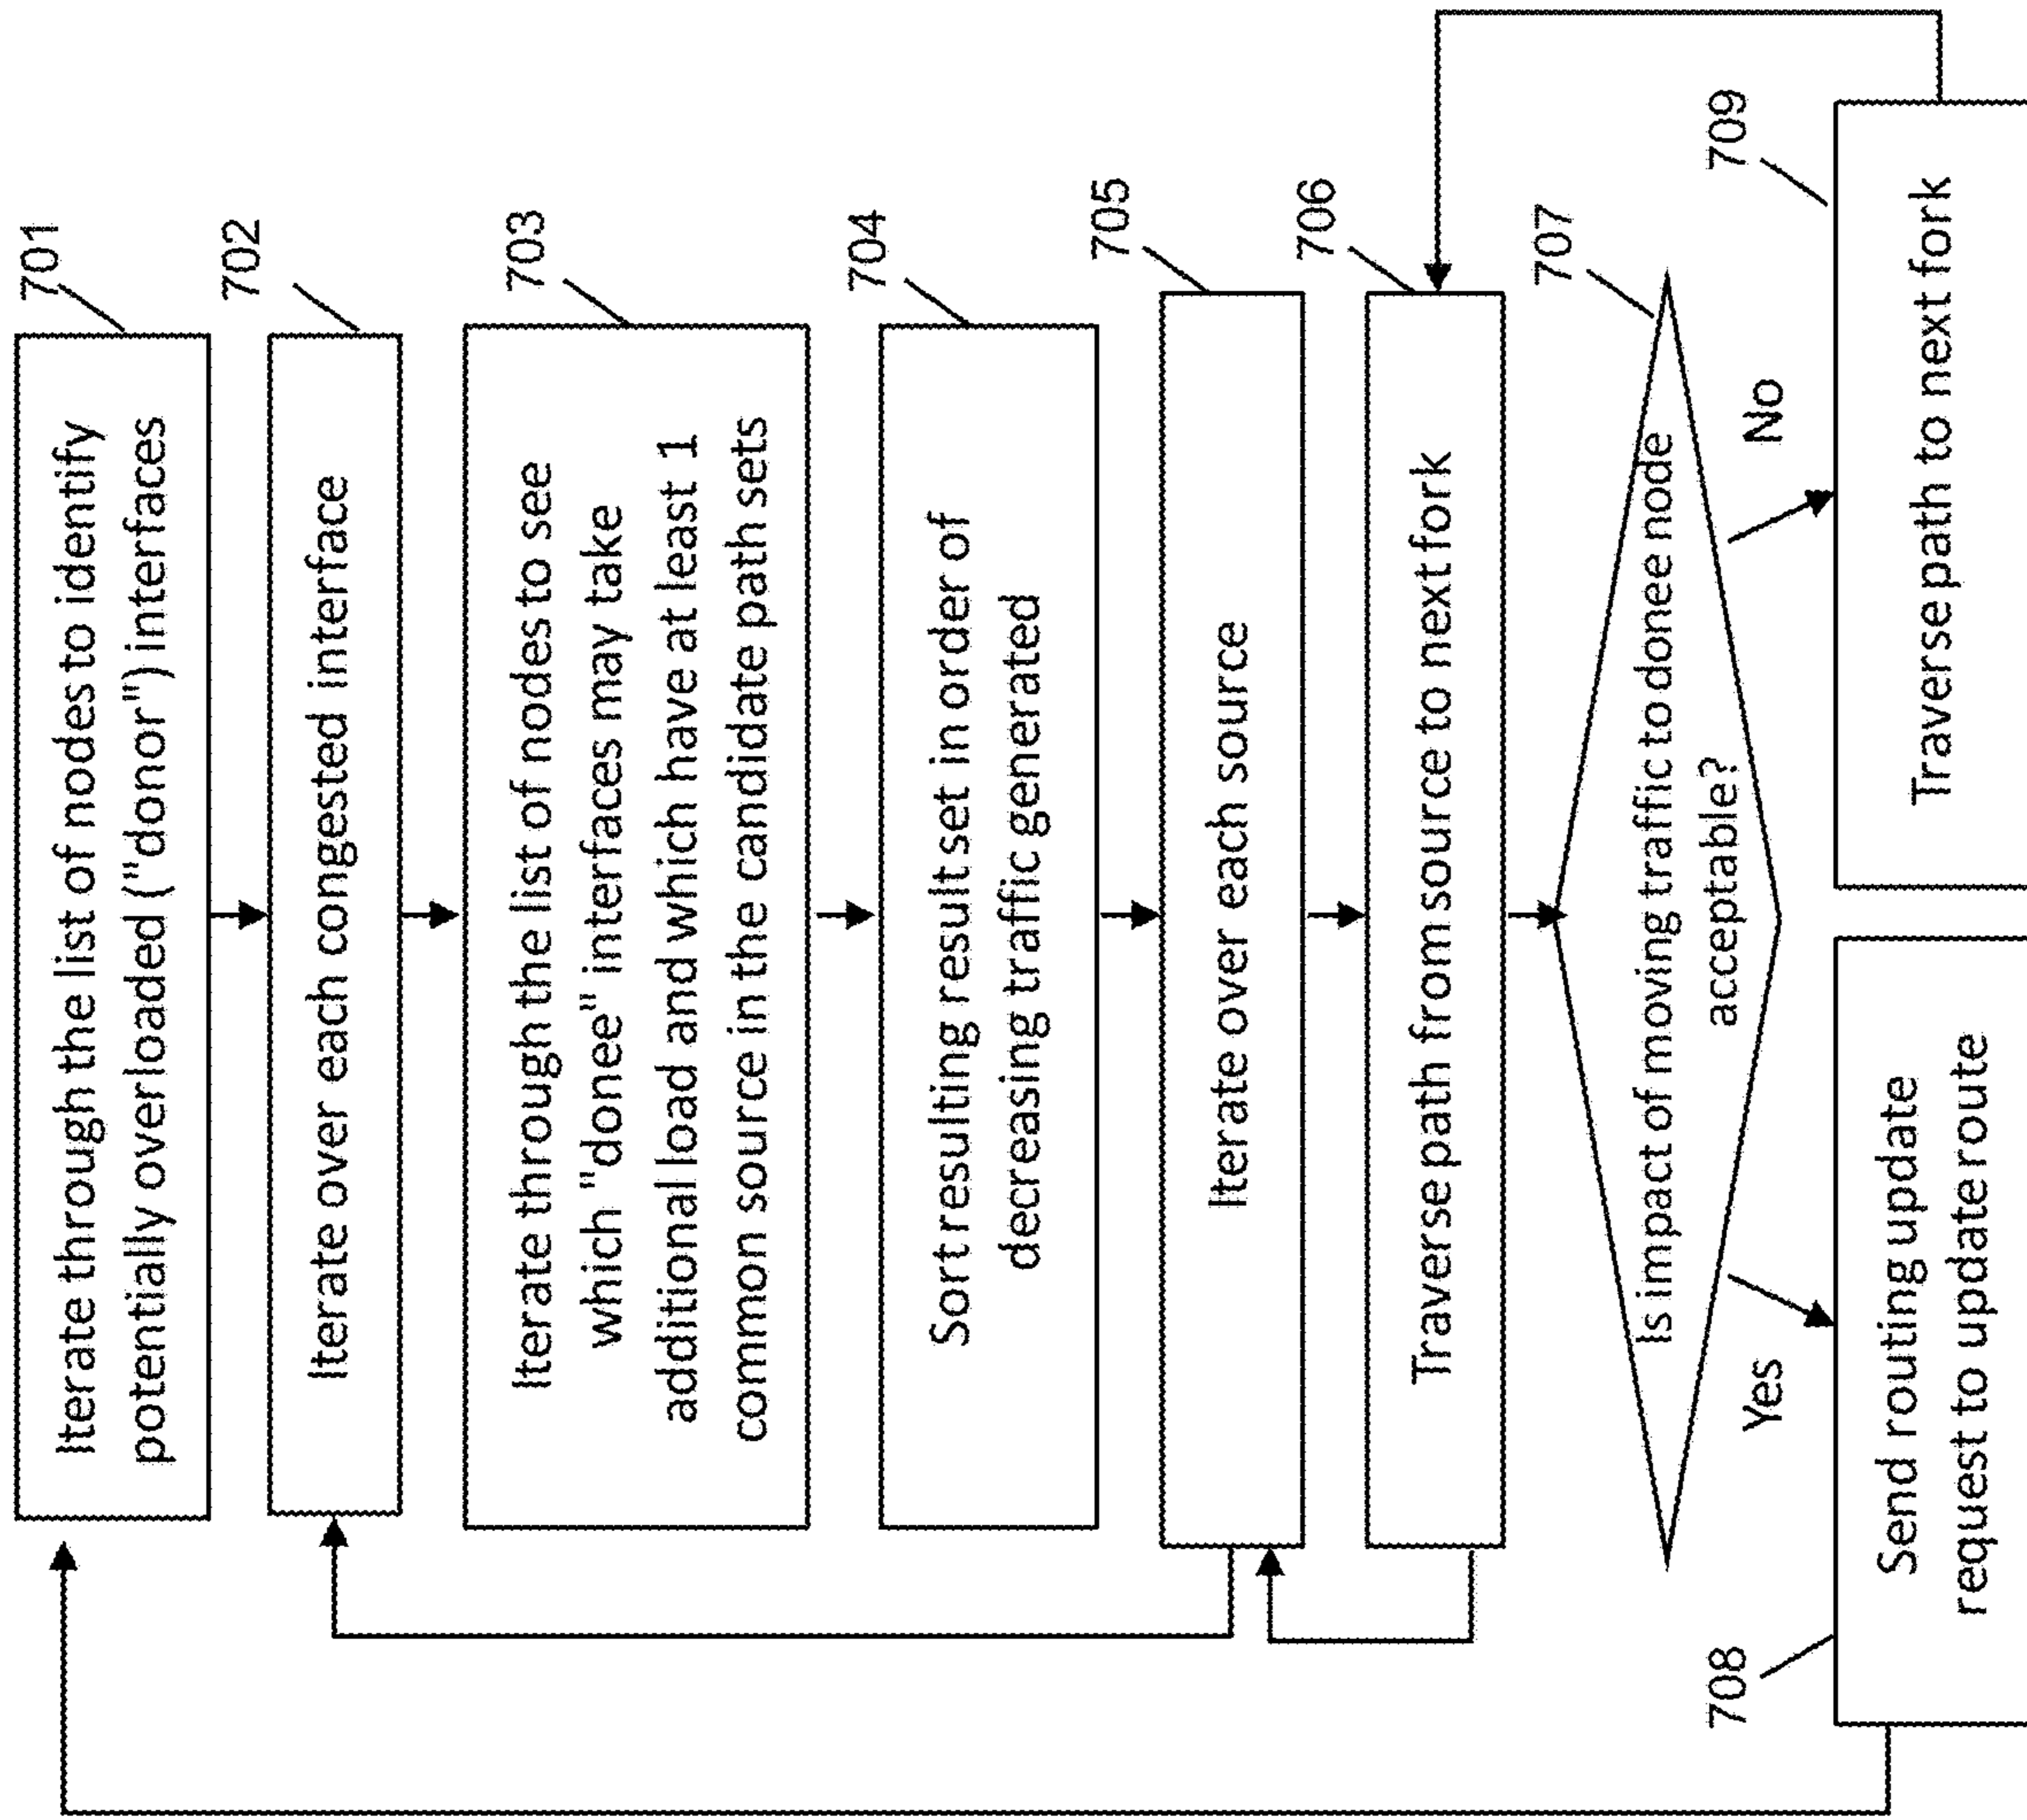 701
Iterate through the list of nodes to identify
potentially overloaded ("donor") interfaces
702
Iterate over each congested interface
703
Iterate through the list of nodes to see
which "donee" interfaces may take
additional load and which have at least 1
common source in the candidate path sets
704
Sort resulting result set in order of
decreasing traffic generated
705
Iterate over each source
706
Traverse path from source to next fork
707
Is impact of moving traffic to donee node
acceptable?
Yes
No
708
Send routing update
request to update route
709
Traverse path to next fork